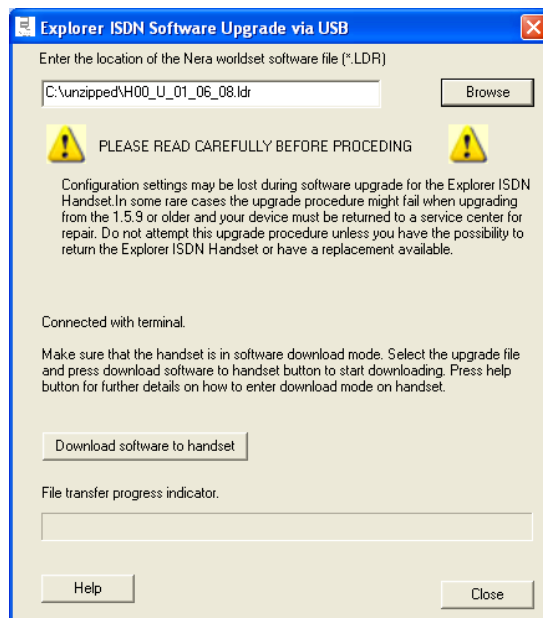 Explorer ISDN Software Upgrade via USB
Enter the location of the Nera worldset software file (*.LDR)
C:\unzipped\H00_U_01_06_08.ldr
Browse
PLEASE READ CAREFULLY BEFORE PROCEDING
Configuration settings may be lost during software upgrade for the Explorer ISDN
Handset.In some rare cases the upgrade procedure might fail when upgrading
from the 1.5.9 or older and your device must be returned to a service center for
repair. Do not attempt this upgrade procedure unless you have the possibility to
return the Explorer ISDN Handset or have a replacement available.
Connected with terminal.
Make sure that the handset is in software download mode. Select the upgrade file
and press download software to handset button to start downloading. Press help
button for further details on how to enter download mode on handset.
Download software to handset
File transfer progress indicator.
Help
Close